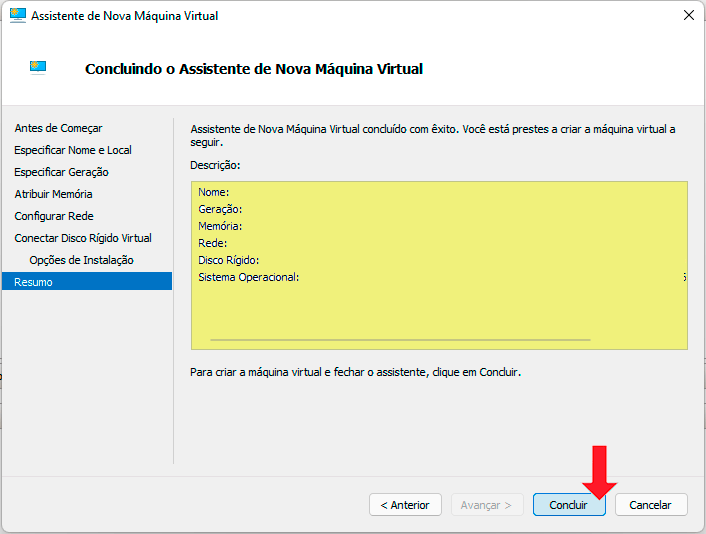 Assistente de Nova Máquina Virtual
Concluindo o Assistente de Nova Máquina Virtual
Antes de Começar
Especificar Nome e Local
Especificar Geração
Atribuir Memória
Configurar Rede
Conectar Disco Rígido Virtual
Opções de Instalação
Resumo
Assistente de Nova Máquina Virtual concluído com êxito. Você está prestes a criar a máquina virtual a
seguir.
Descrição:
Nome:
Geração:
Memória:
Rede:
Disco Rígido:
Sistema Operacional:
Para criar a máquina virtual e fechar o assistente, clique em Concluir.
< Anterior
Avançar >
Concluir
Cancelar